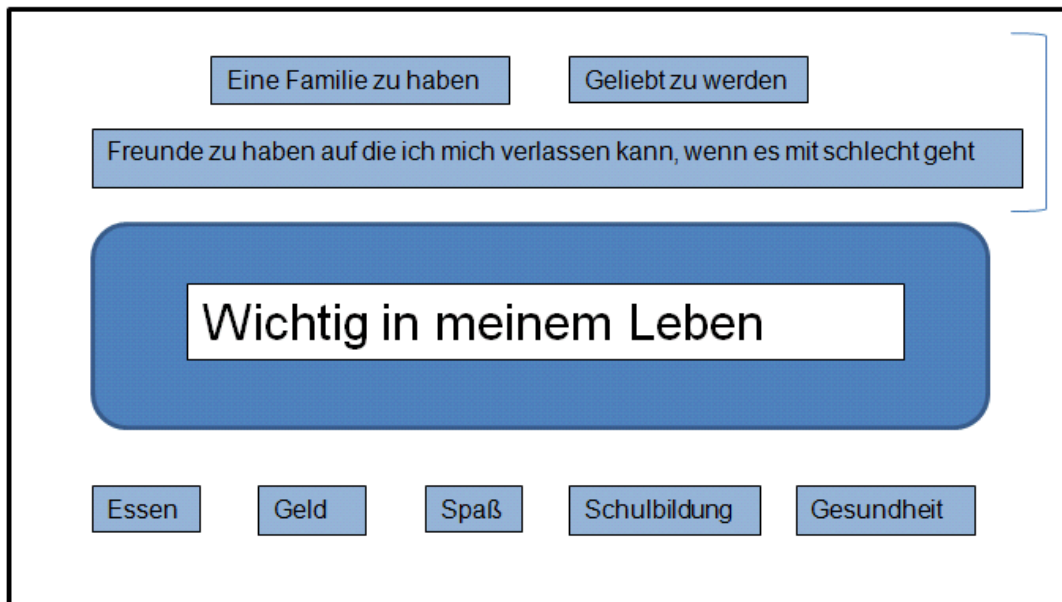 Eine Familie zu haben
Geliebt zu werden
Freunde zu haben auf die ich mich verlassen kann, wenn es mit schlecht geht
Wichtig in meinem Leben
Essen
Geld
Spaß
Schulbildung
Gesundheit